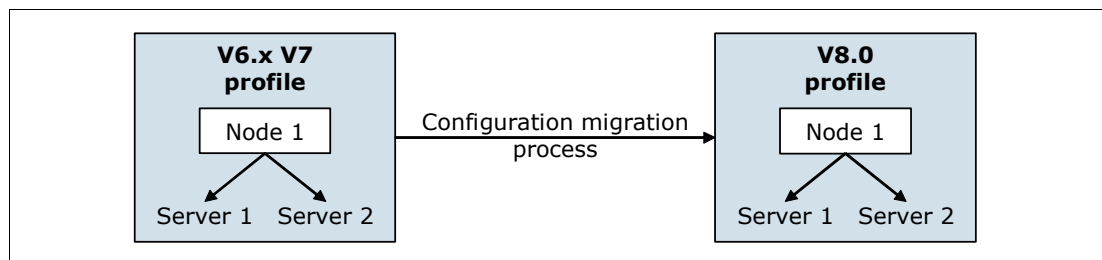 V6.x V7
profile
Node 1
Server 1 Server 2
Configuration migration
process
V8.0
profile
Node 1
Server 1 Server 2